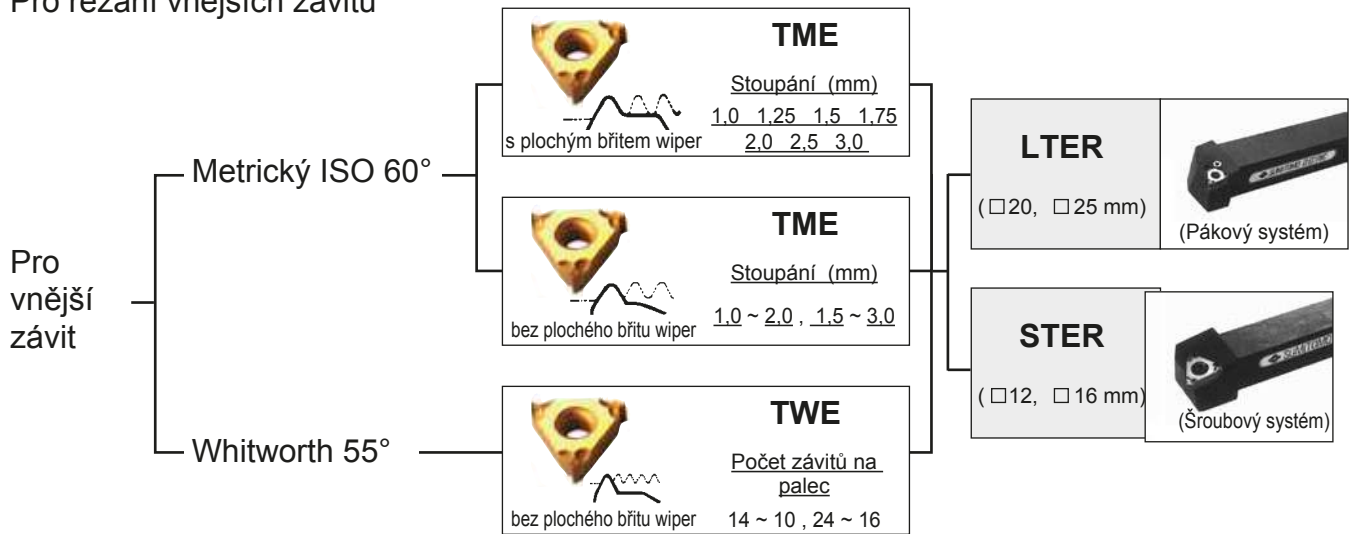 Pro řezání vnějších závitů
Pro
vnější
závit
Metrický ISO 60°
Whitworth 55°
TME
Stoupání (mm)
1,0 1,25 1,5 1,75
2,0 2,5 3,0
s plochým břitem wiper
TME
Stoupání (mm)
1,0 ~ 2,0 , 1,5 ~ 3,0
bez plochého břitu wiper
TWE
Počet závitů na
palec
14 ~ 10 , 24 ~ 16
bez plochého břitu wiper
LTER
(□20, □25 mm)
SUMITOMO ELECTRIC
(Pákový systém)
STER
(□12, □16 mm)
SUMITOMO
(Šroubový systém)